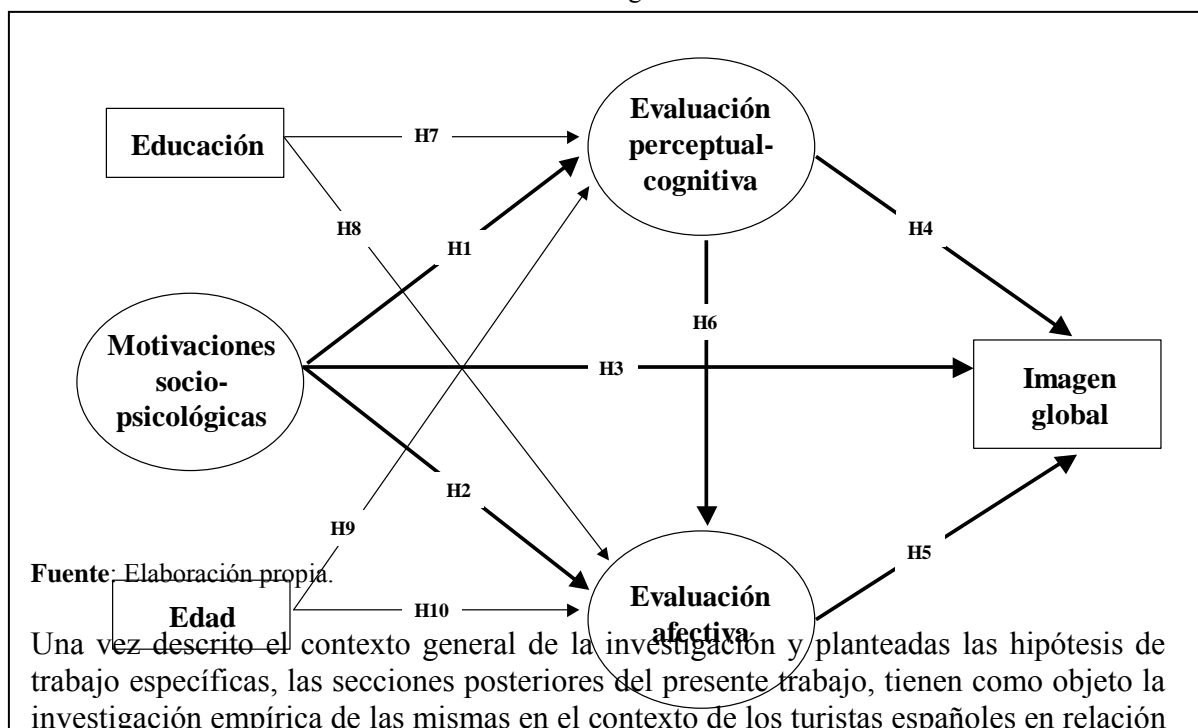 Evaluación
perceptual-
cognitiva
Educación
H7
H8
H1
H4
H6
Motivaciones
socio-
psicológicas
H3
Imagen
global
H2
H9
H5
Fuente: Elaboración propia.
Edad
H10
Evaluación
afectiva
Una vez descrito el contexto general de la investigación y planteadas las hipótesis de
trabajo específicas, las secciones posteriores del presente trabajo, tienen como objeto la
investigación empírica de las mismas en el contexto de los turistas españoles en relación